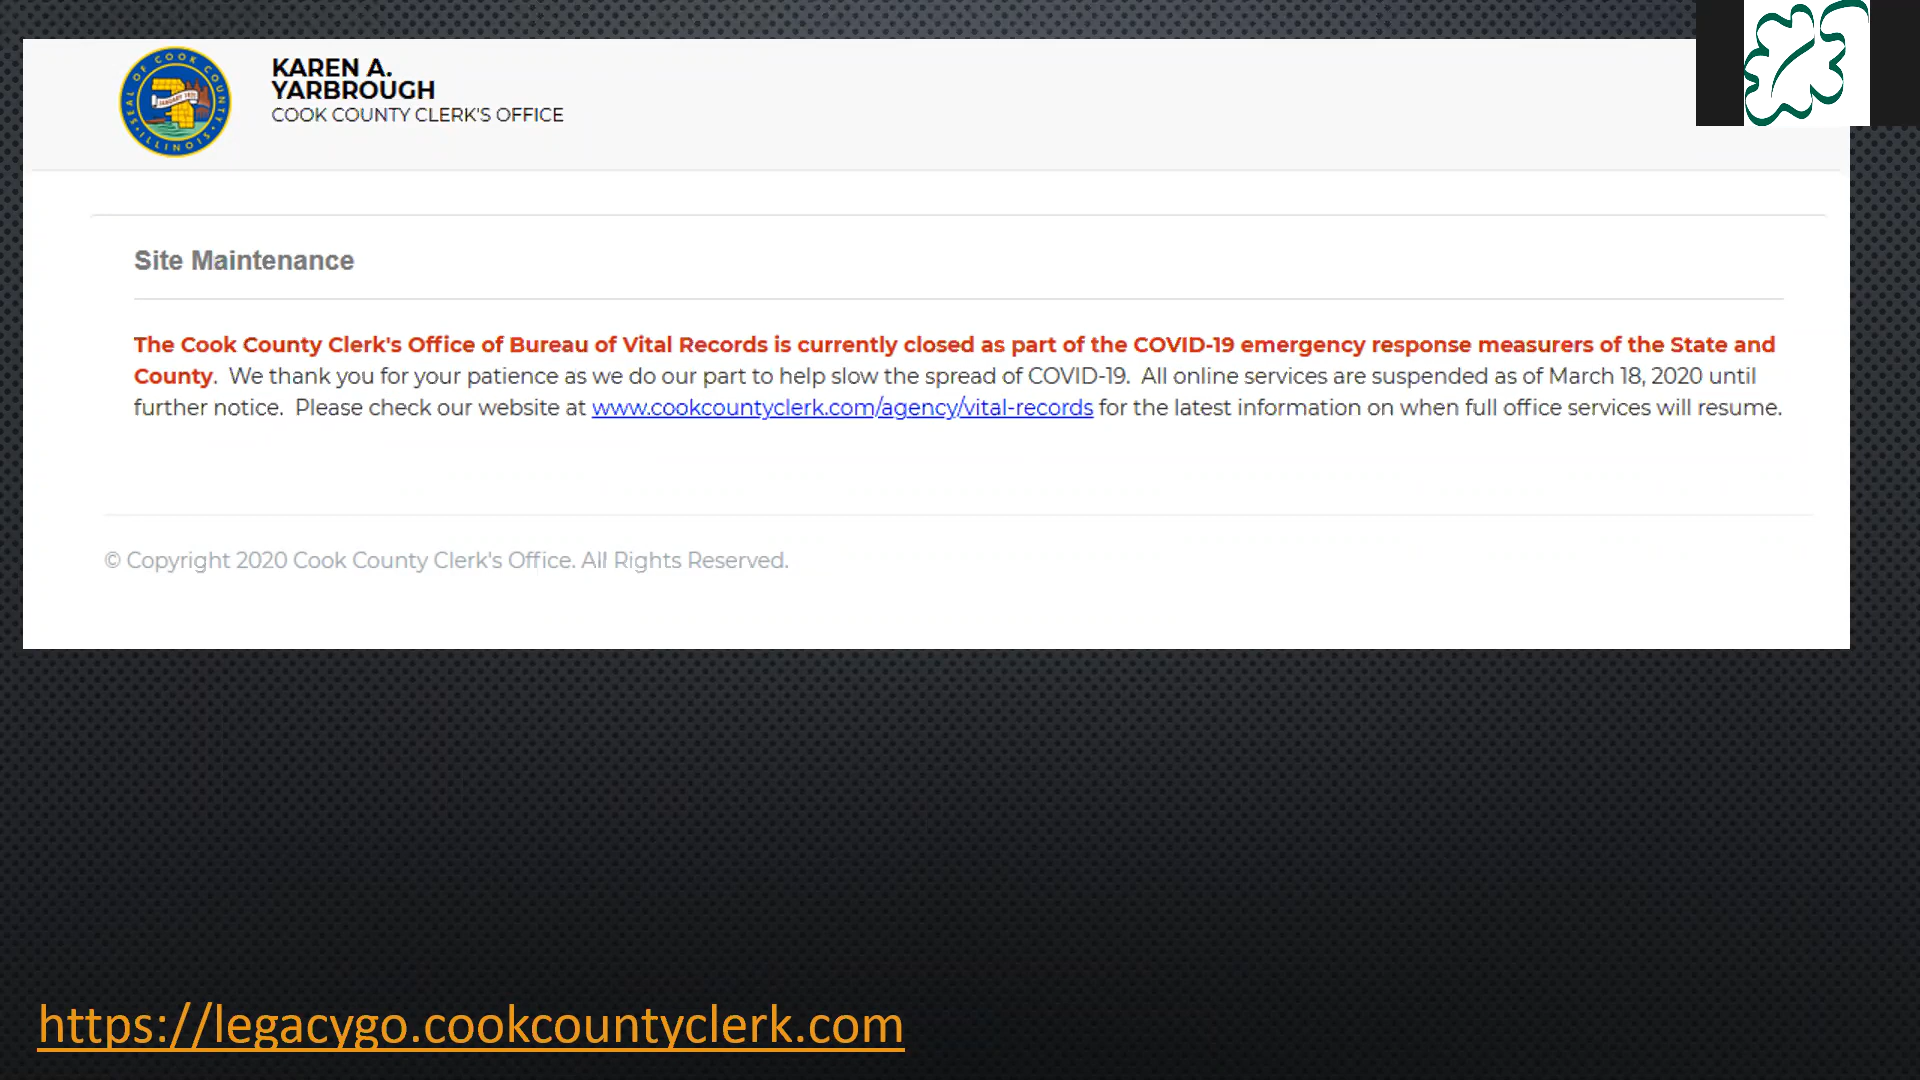 KAREN A.
YARBROUGH
COOK COUNTY CLERK'S OFFICE
SEAL OF COOK COUNTY
ILLINOIS
Site Maintenance
The Cook County Clerk's Office of Bureau of Vital Records is currently closed as part of the COVID-19 emergency response measurers of the State and
County.  We thank you for your patience as we do our part to help slow the spread of COVID-19.  All online services are suspended as of March 18, 2020 until
further notice.  Please check our website at www.cookcountyclerk.com/agency/vital-records for the latest information on when full office services will resume.
© Copyright 2020 Cook County Clerk's Office. All Rights Reserved.
https://legacygo.cookcountyclerk.com